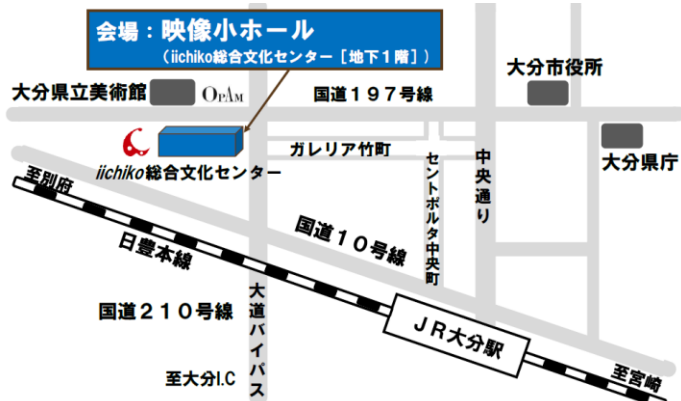 会場：映像小ホール
（iichiko総合文化センター［地下１階］）
大分県立美術館
OPAM
国道１９７号線
大分市役所
大分県庁
ガレリア竹町
iichiko総合文化センター
セントポルタ中央町
中央通り
至別府
日豊本線
国道１０号線
国道２１０号線
大道バイパス
ＪＲ大分駅
至大分I.C
至宮崎